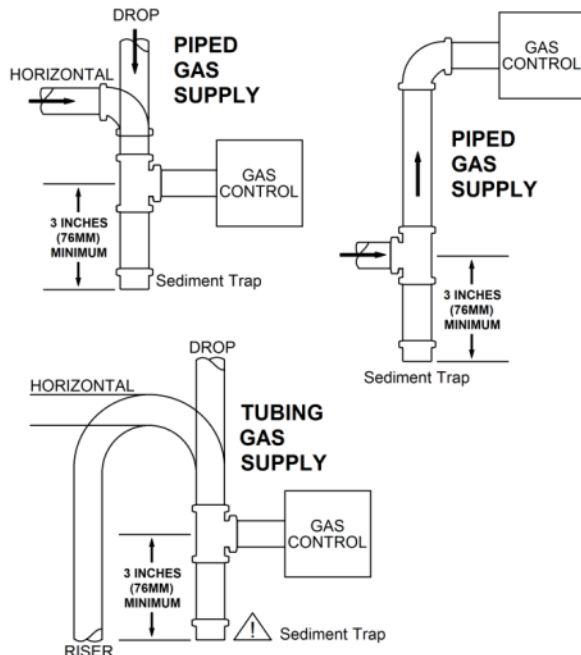 DROP
PIPED
GAS
SUPPLY
HORIZONTAL
GAS
CONTROL
3 INCHES
(76MM)
MINIMUM
Sediment Trap
GAS
CONTROL
PIPED
GAS
SUPPLY
3 INCHES
(76MM)
MINIMUM
Sediment Trap
DROP
HORIZONTAL
TUBING
GAS
SUPPLY
GAS
CONTROL
3 INCHES
(76MM)
MINIMUM
! Sediment Trap
RISER